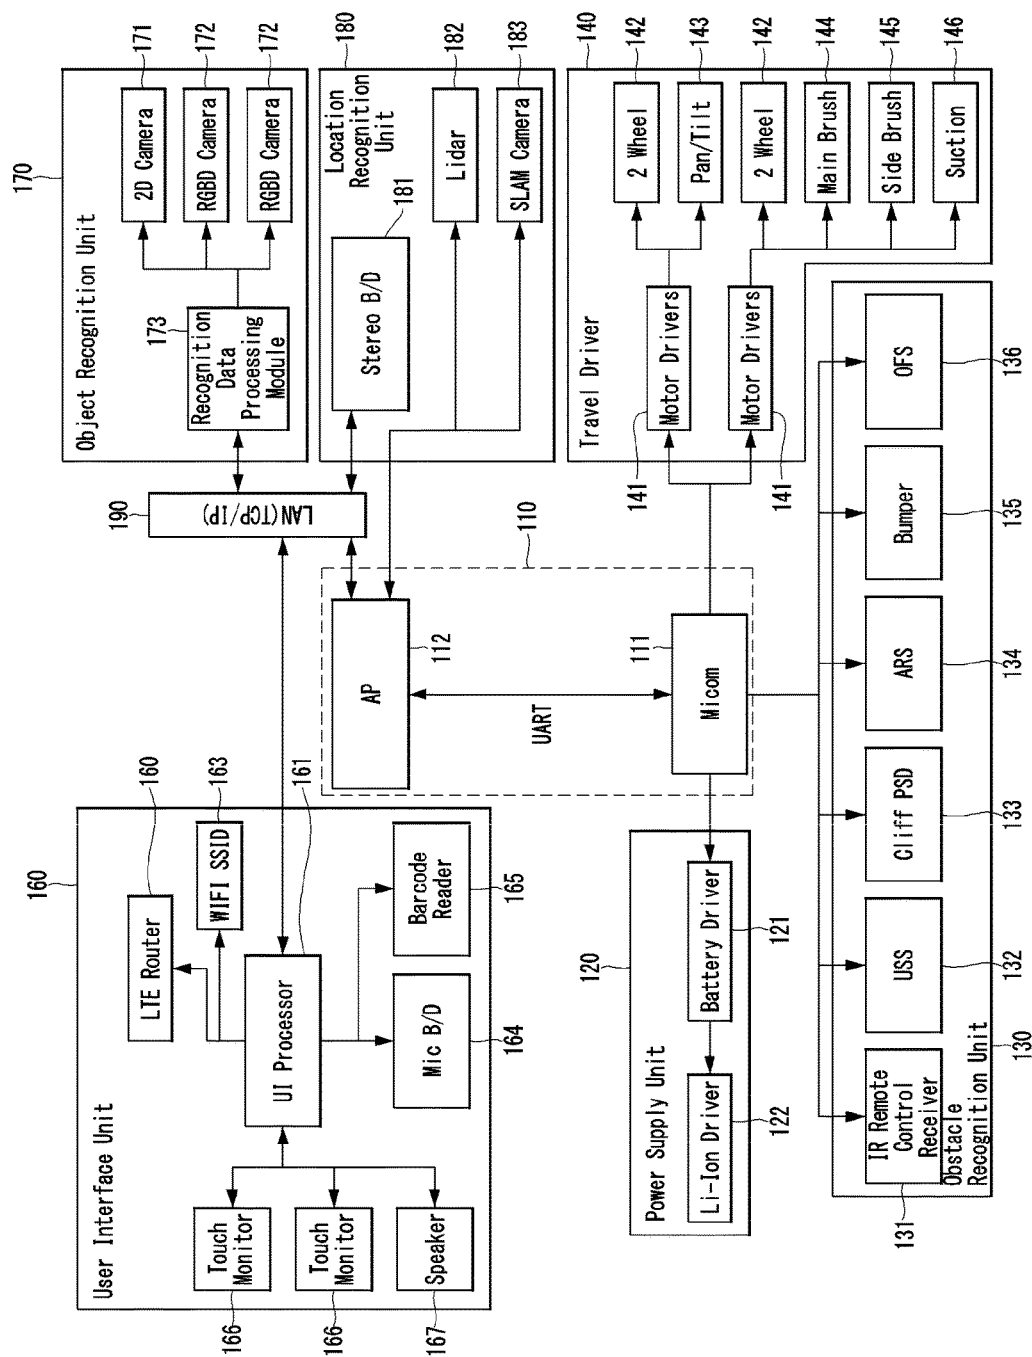 160
User Interface Unit
LTE Router
160
WIFI SSID
163
UI Processor
161
Touch
Monitor
166
Touch
Monitor
166
Speaker
167
Mic B/D
164
Barcode
Reader
165
170
Object Recognition Unit
Recognition
Data
Processing
Module
173
2D Camera
171
RGBD Camera
172
RGBD Camera
172
LAN(TCP/IP)
190
Location
Recognition
Unit
180
Stereo B/D
181
Lidar
182
SLAM Camera
183
110
AP
112
UART
Micom
111
Power Supply Unit
120
Battery Driver
121
Li-Ion Driver
122
Travel Driver
140
Motor Drivers
141
Motor Drivers
141
2 Wheel
142
Pan/Tilt
143
2 Wheel
142
Main Brush
144
Side Brush
145
Suction
146
IR Remote
Control
Receiver
131
Obstacle
Recognition Unit
130
USS
132
Cliff PSD
133
ARS
134
Bumper
135
OFS
136